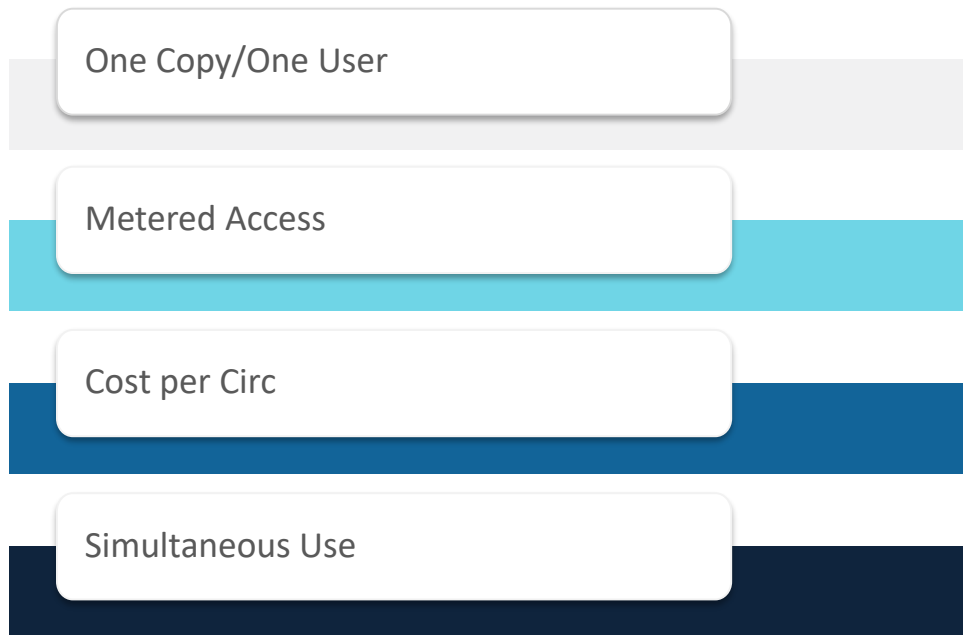 One Copy/One User
Metered Access
Cost per Circ
Simultaneous Use